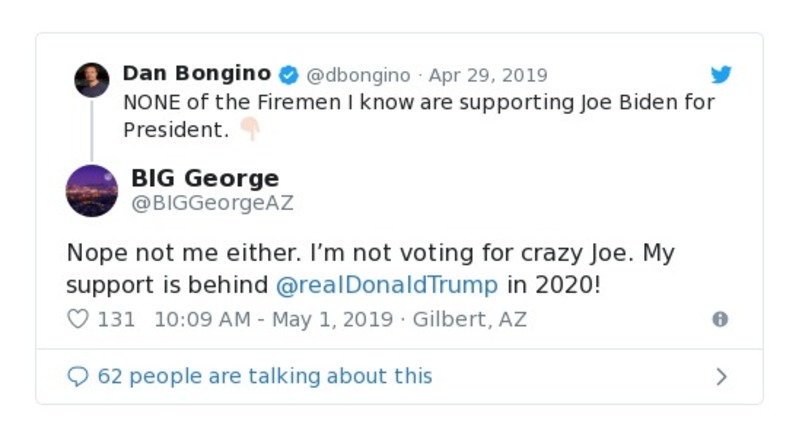 Dan Bongino @dbongino · Apr 29, 2019
NONE of the Firemen I know are supporting Joe Biden for
President. 👇🏻
BIG George
@BIGGeorgeAZ
Nope not me either. I’m not voting for crazy Joe. My
support is behind @realDonaldTrump in 2020!
131 10:09 AM - May 1, 2019 · Gilbert, AZ
62 people are talking about this